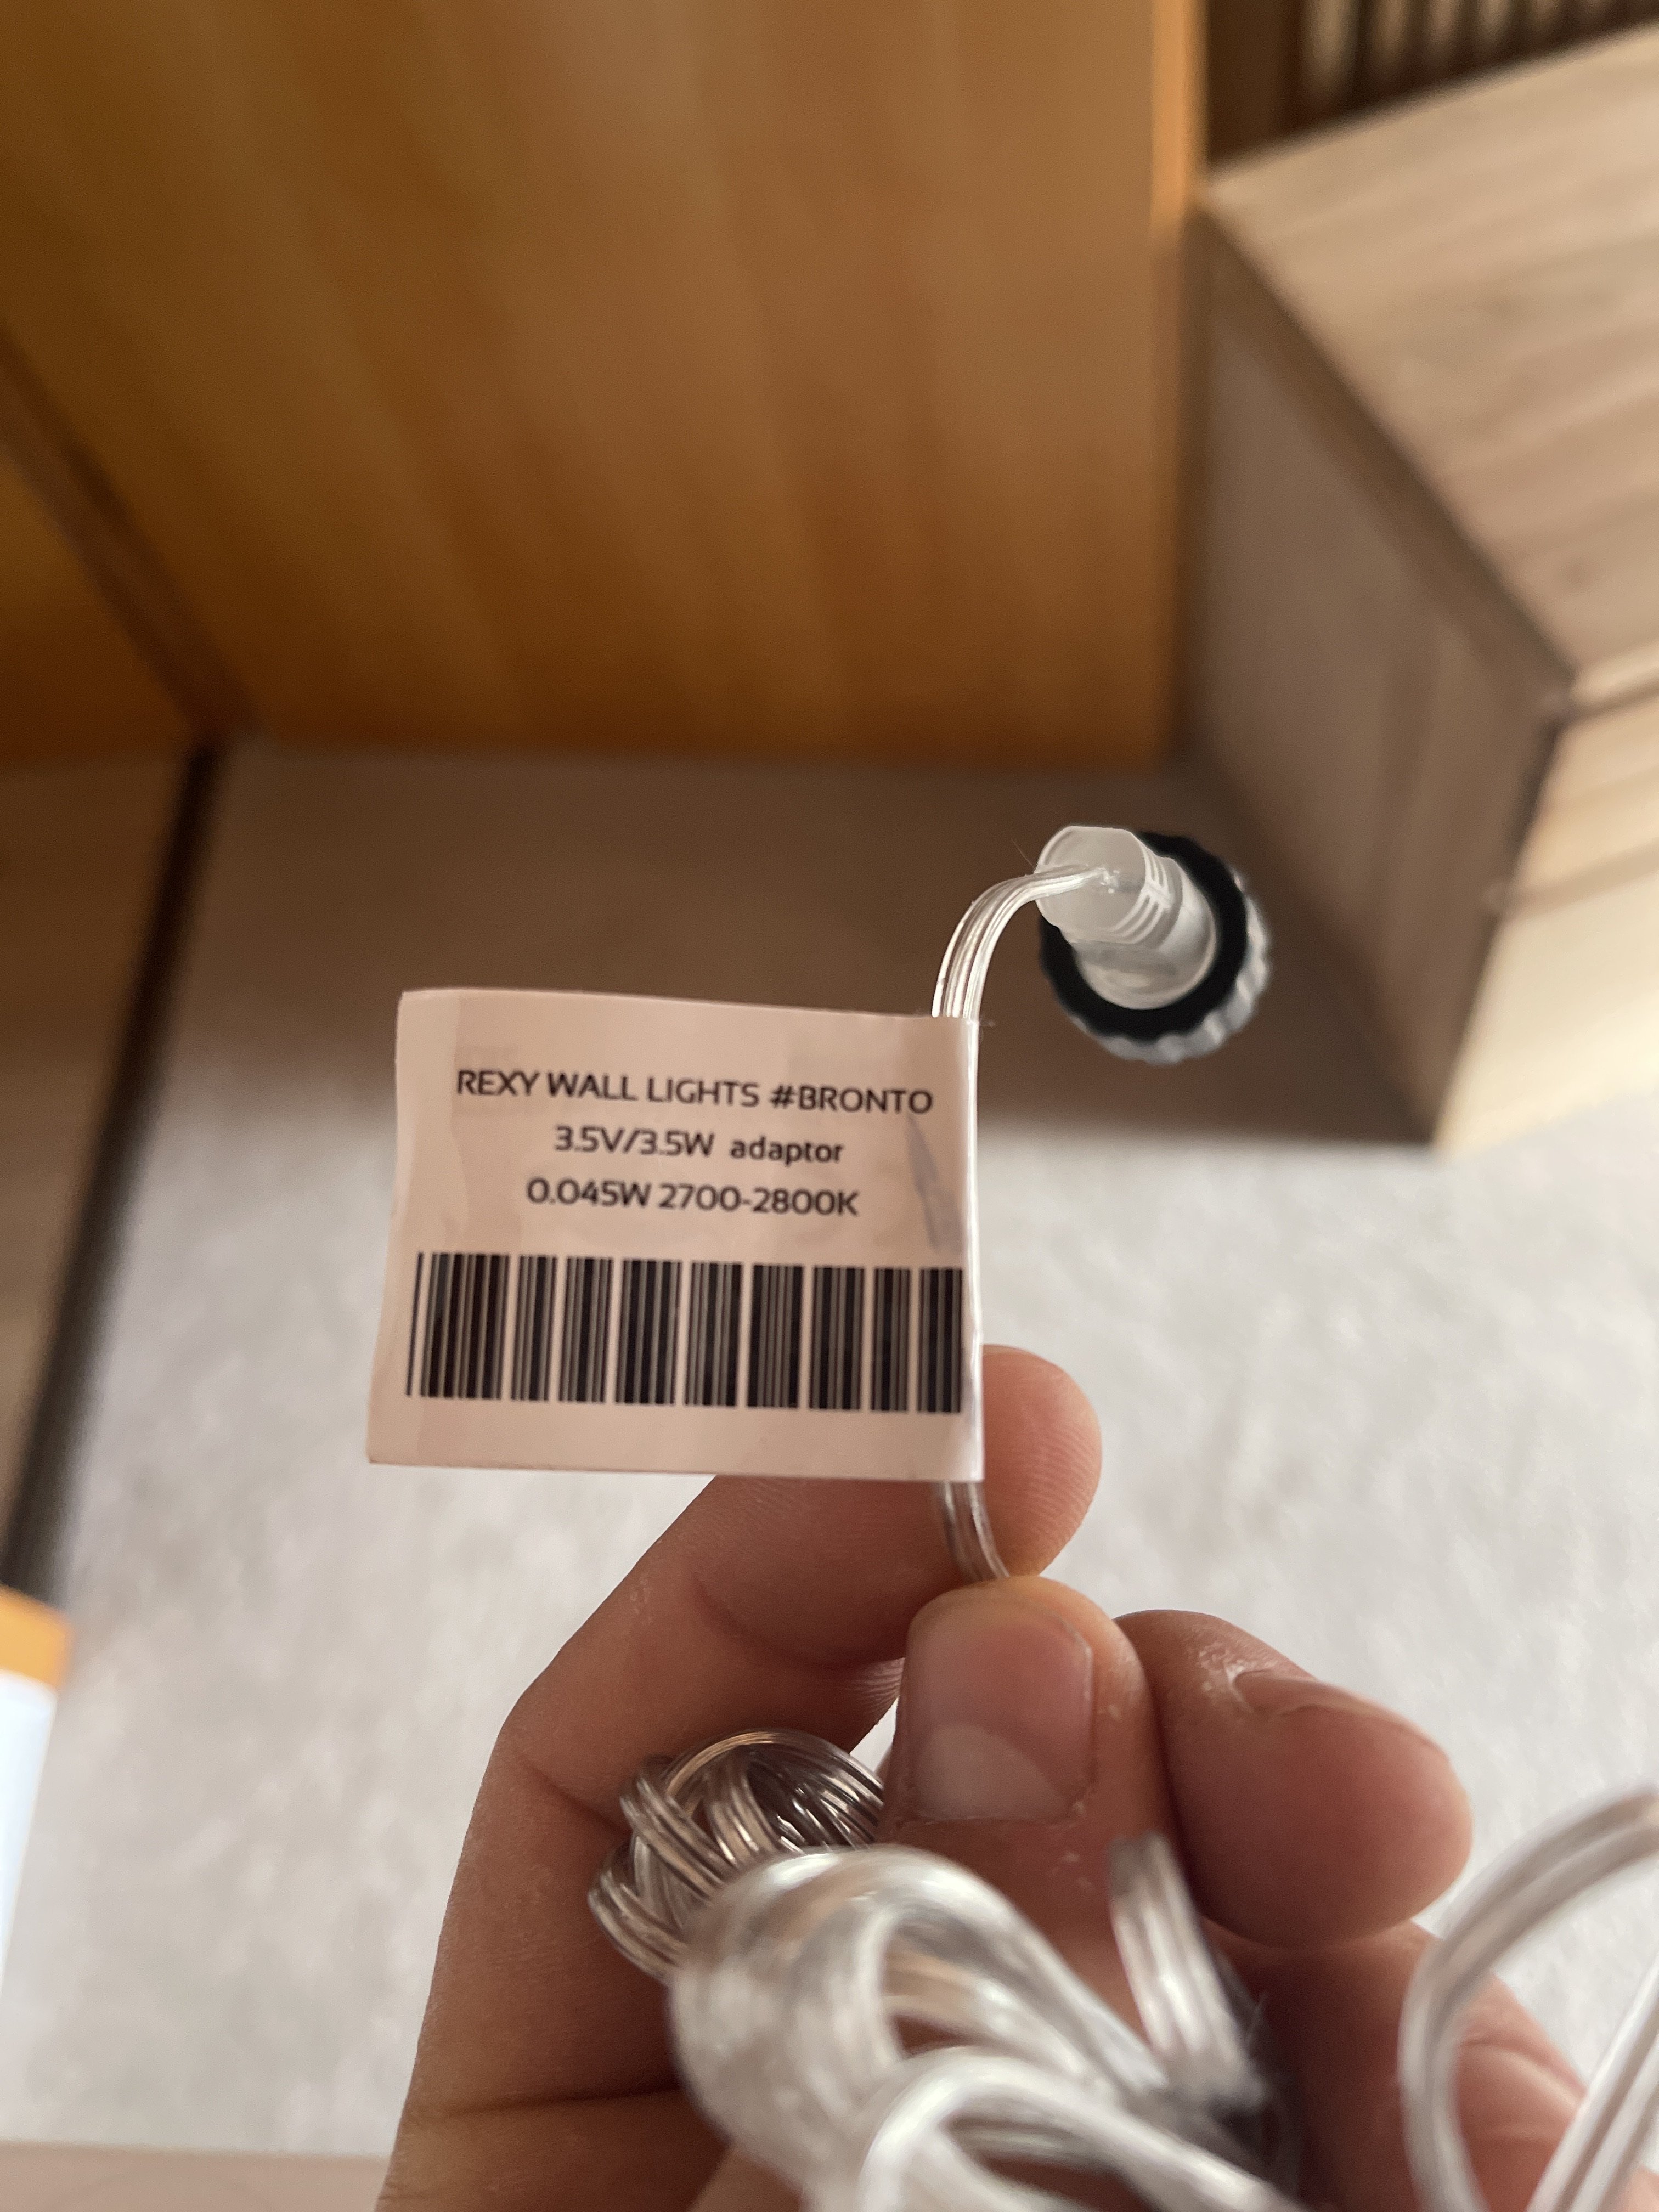 REXY WALL LIGHTS #BRONTO
3.5V/3.5W adaptor
0.045W 2700-2800K